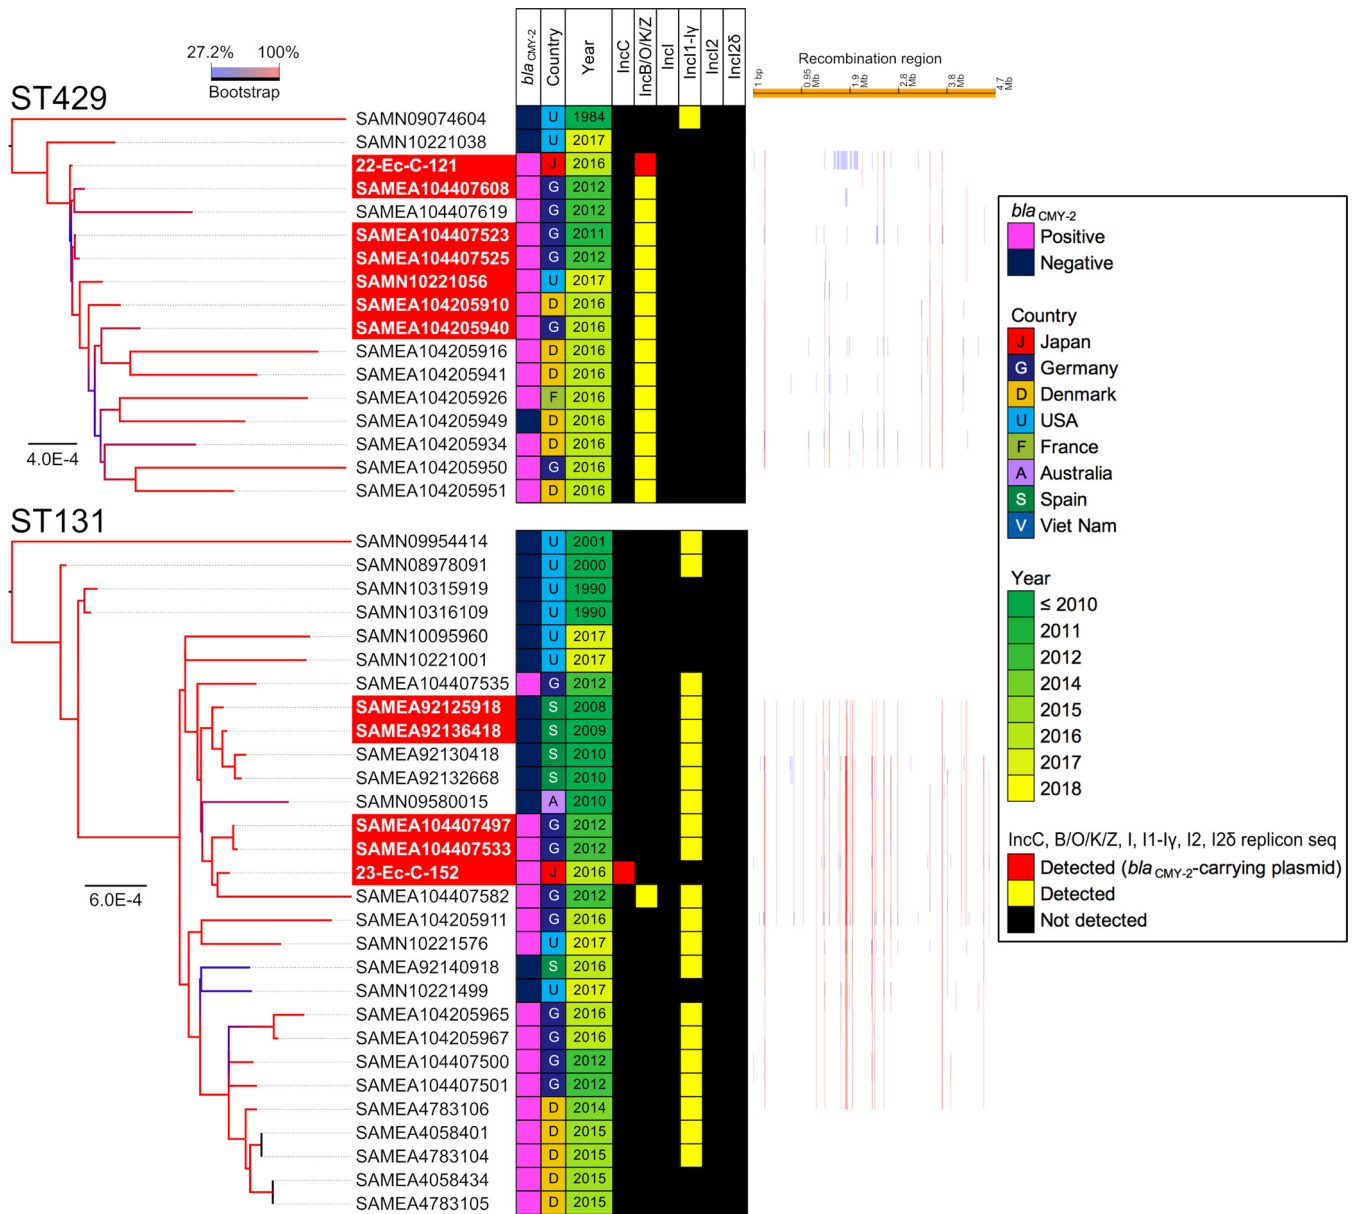 27.2% 100%
Bootstrap
bla CMY-2 Country Year IncC IncB/O/K/Z IncI IncI1-Iγ IncI2 IncI2δ
Recombination region
1 bp 0.95 Mb 1.9 Mb 2.8 Mb 3.8 Mb 4.7 Mb
ST429
SAMN09074604 U 1984
SAMN10221038 U 2017
22-Ec-C-121 J 2016
SAMEA104407608 G 2012
SAMEA104407619 G 2012
SAMEA104407523 G 2011
SAMEA104407525 G 2012
SAMN10221056 U 2017
SAMEA104205910 D 2016
SAMEA104205940 G 2016
SAMEA104205916 D 2016
SAMEA104205941 D 2016
SAMEA104205926 F 2016
SAMEA104205949 D 2016
SAMEA104205934 D 2016
SAMEA104205950 G 2016
SAMEA104205951 D 2016
4.0E-4
ST131
SAMN09954414 U 2001
SAMN08978091 U 2000
SAMN10315919 U 1990
SAMN10316109 U 1990
SAMN10095960 U 2017
SAMN10221001 U 2017
SAMEA104407535 G 2012
SAMEA92125918 S 2008
SAMEA92136418 S 2009
SAMEA92130418 S 2010
SAMEA92132668 S 2010
SAMN09580015 A 2010
SAMEA104407497 G 2012
SAMEA104407533 G 2012
23-Ec-C-152 J 2016
SAMEA104407582 G 2012
SAMEA104205911 G 2016
SAMN10221576 U 2017
SAMEA92140918 S 2016
SAMN10221499 U 2017
SAMEA104205965 G 2016
SAMEA104205967 G 2016
SAMEA104407500 G 2012
SAMEA104407501 G 2012
SAMEA4783106 D 2014
SAMEA4058401 D 2015
SAMEA4783104 D 2015
SAMEA4058434 D 2015
SAMEA4783105 D 2015
6.0E-4
bla CMY-2
Positive
Negative
Country
J Japan
G Germany
D Denmark
U USA
F France
A Australia
S Spain
V Viet Nam
Year
≤ 2010
2011
2012
2014
2015
2016
2017
2018
IncC, B/O/K/Z, I, I1-Iγ, I2, I2δ replicon seq
Detected (bla CMY-2-carrying plasmid)
Detected
Not detected